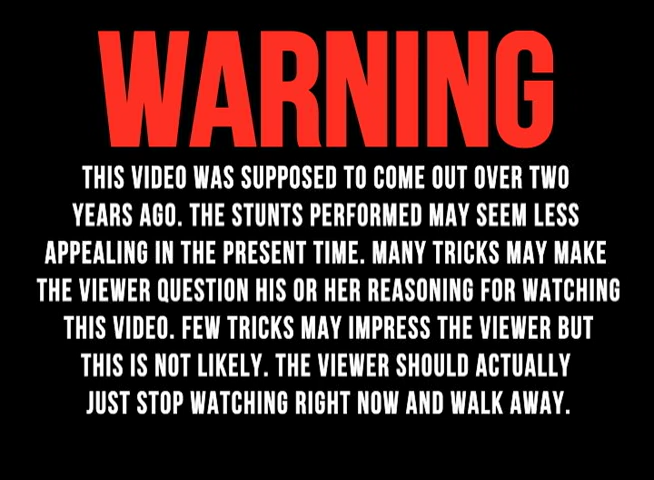 WARNING
THIS VIDEO WAS SUPPOSED TO COME OUT OVER TWO
YEARS AGO. THE STUNTS PERFORMED MAY SEEM LESS
APPEALING IN THE PRESENT TIME. MANY TRICKS MAY MAKE
THE VIEWER QUESTION HIS OR HER REASONING FOR WATCHING
THIS VIDEO. FEW TRICKS MAY IMPRESS THE VIEWER BUT
THIS IS NOT LIKELY. THE VIEWER SHOULD ACTUALLY
JUST STOP WATCHING RIGHT NOW AND WALK AWAY.